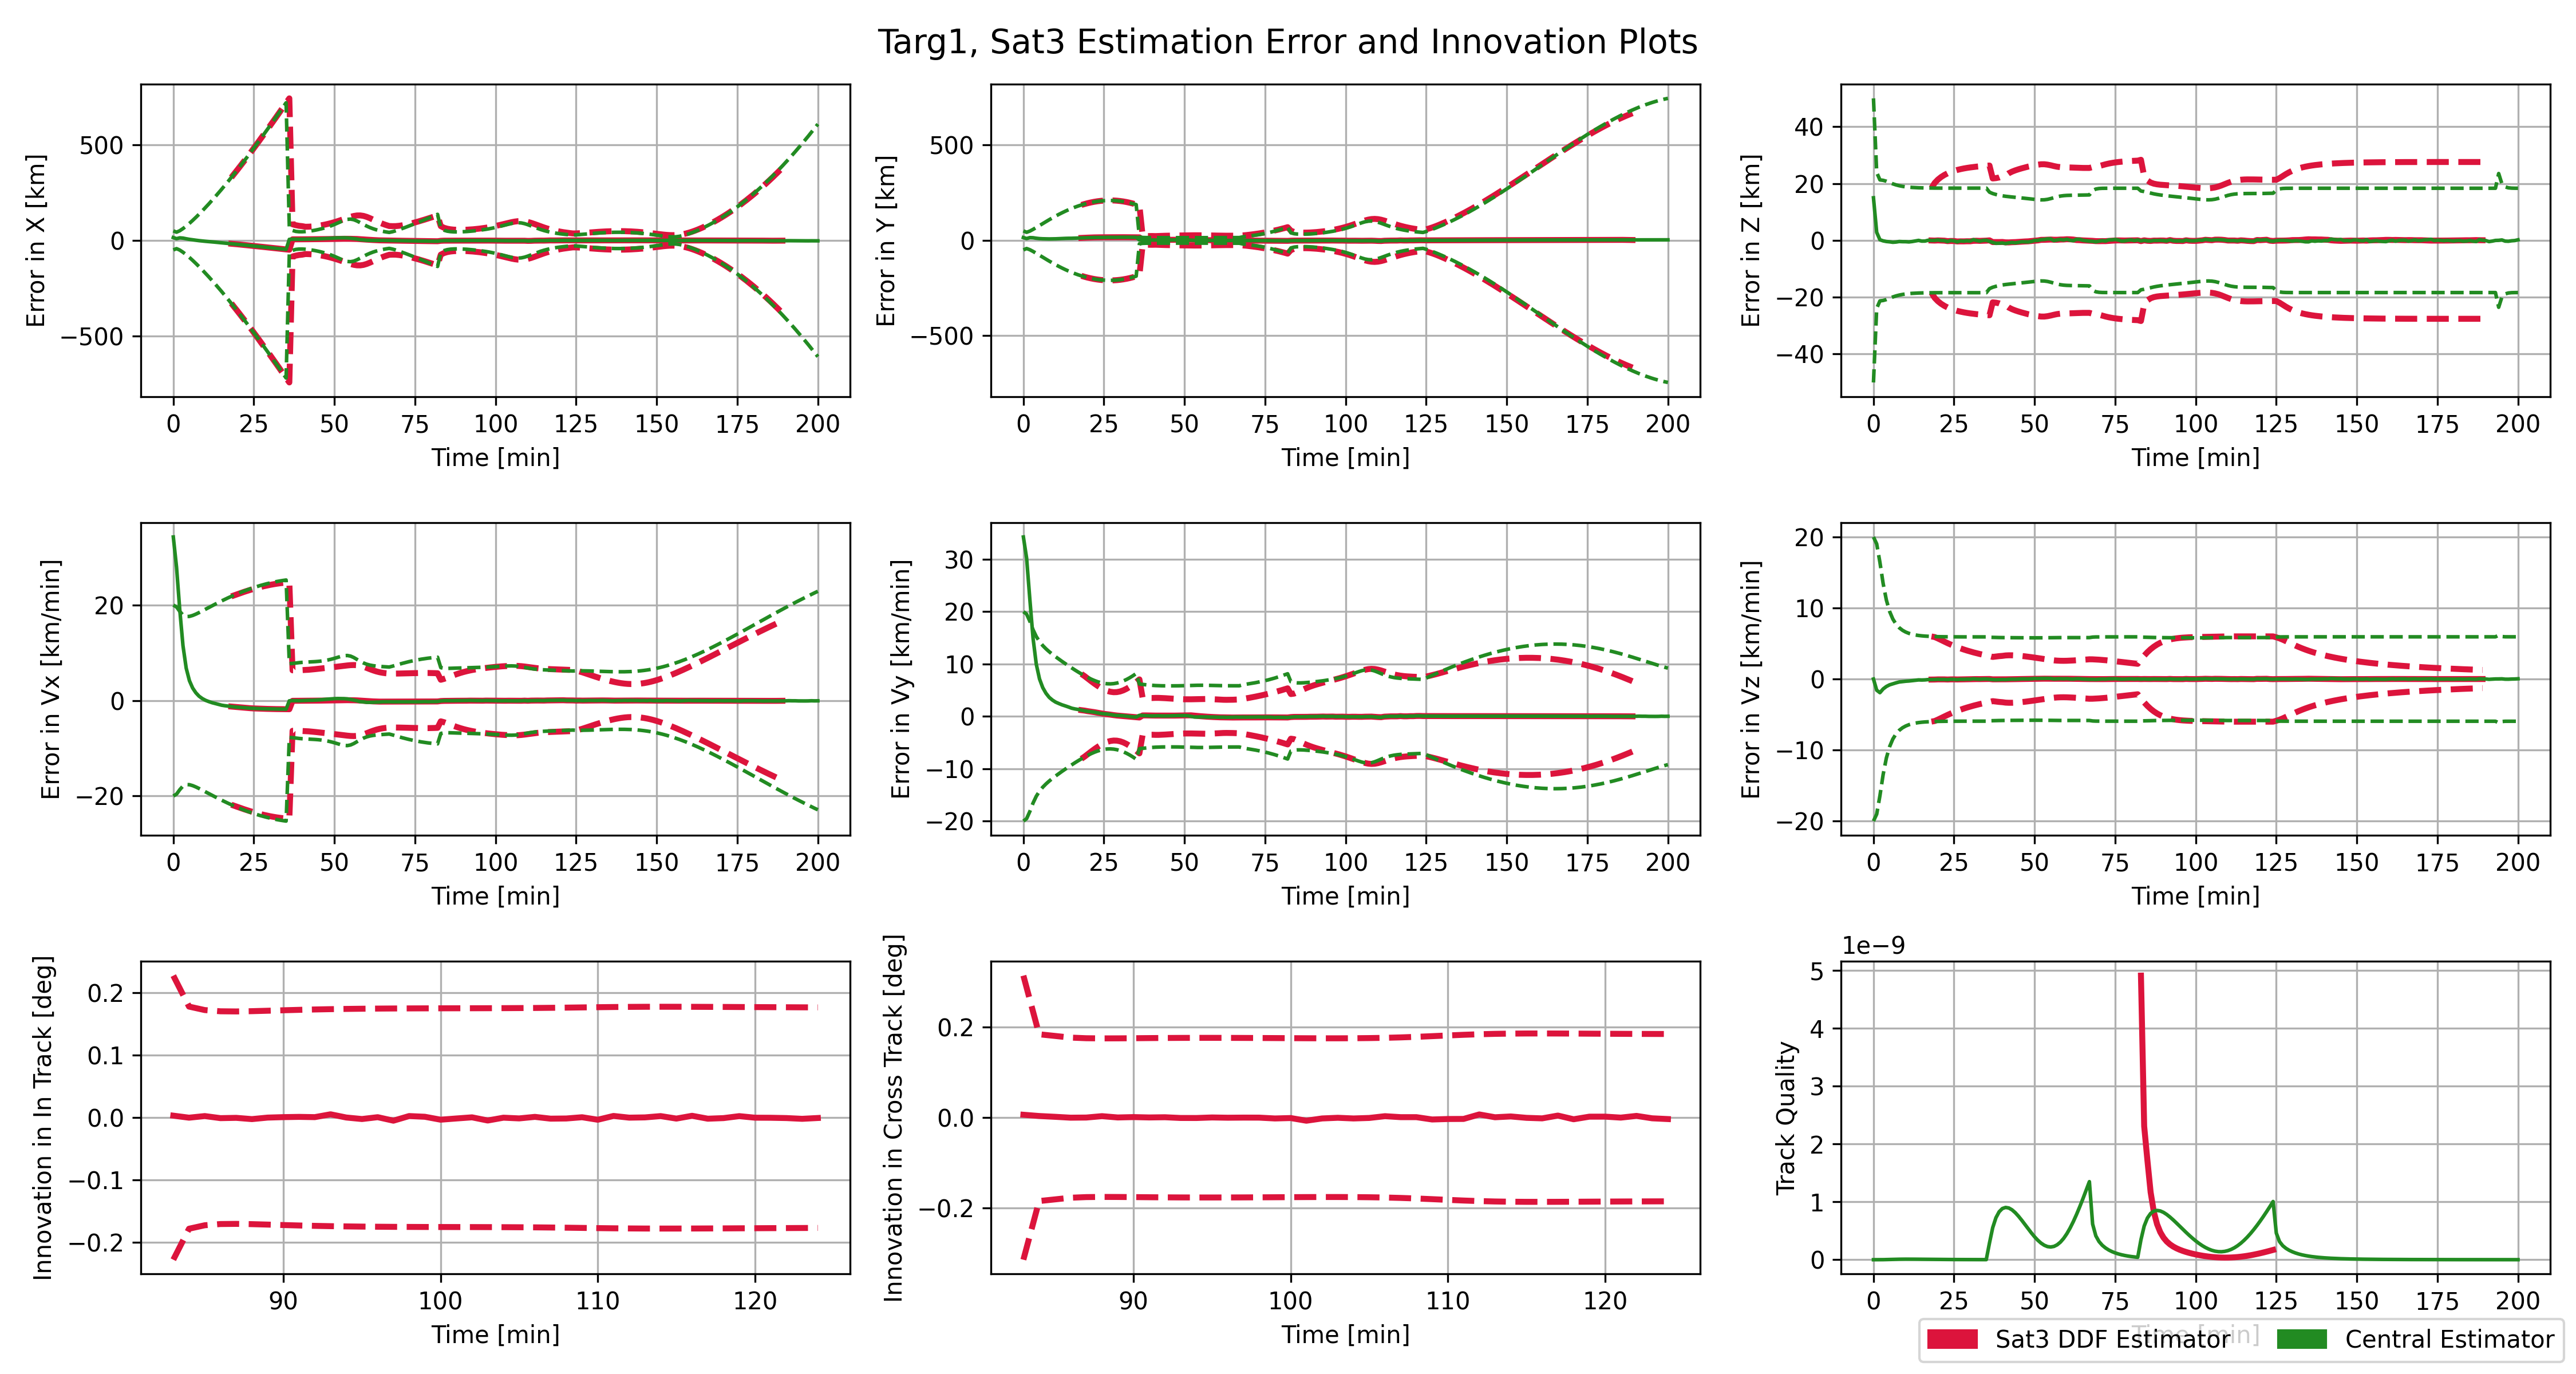 Targ1, Sat3 Estimation Error and Innovation Plots
Error in X [km]
500
0
−500
0 25 50 75 100 125 150 175 200
Time [min]
Error in Y [km]
500
0
−500
0 25 50 75 100 125 150 175 200
Time [min]
Error in Z [km]
40
20
0
−20
−40
0 25 50 75 100 125 150 175 200
Time [min]
Error in Vx [km/min]
20
0
−20
0 25 50 75 100 125 150 175 200
Time [min]
Error in Vy [km/min]
30
20
10
0
−10
−20
0 25 50 75 100 125 150 175 200
Time [min]
Error in Vz [km/min]
20
10
0
−10
−20
0 25 50 75 100 125 150 175 200
Time [min]
Innovation in In Track [deg]
0.2
0.1
0.0
−0.1
−0.2
90 100 110 120
Time [min]
Innovation in Cross Track [deg]
0.2
0.0
−0.2
90 100 110 120
Time [min]
1e−9
Track Quality
5
4
3
2
1
0
0 25 50 75 100 125 150 175 200
Time [min]
Sat3 DDF Estimator Central Estimator